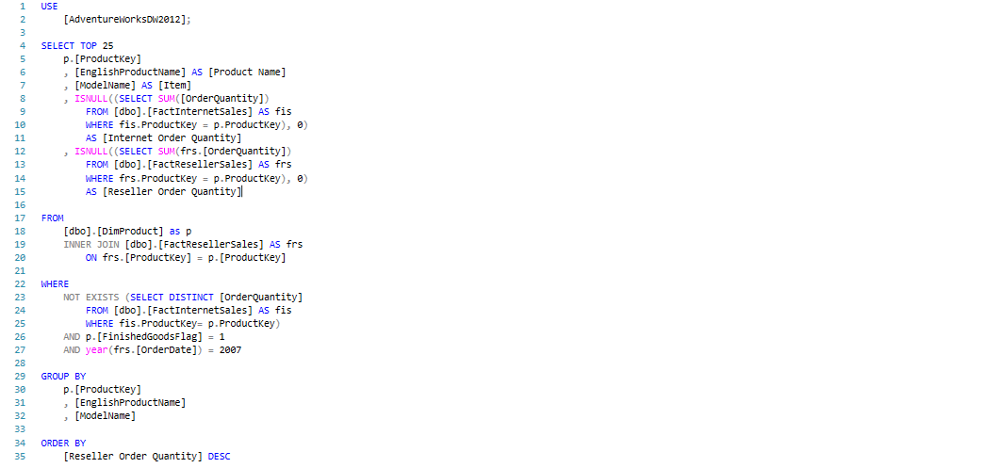 1 USE
2 [AdventureWorksDW2012];
3
4 SELECT TOP 25
5 p.[ProductKey]
6 , [EnglishProductName] AS [Product Name]
7 , [ModelName] AS [Item]
8 , ISNULL((SELECT SUM([OrderQuantity])
9 FROM [dbo].[FactInternetSales] AS fis
10 WHERE fis.ProductKey = p.ProductKey), 0)
11 AS [Internet Order Quantity]
12 , ISNULL((SELECT SUM(frs.[OrderQuantity])
13 FROM [dbo].[FactResellerSales] AS frs
14 WHERE frs.ProductKey = p.ProductKey), 0)
15 AS [Reseller Order Quantity]
16
17 FROM
18 [dbo].[DimProduct] as p
19 INNER JOIN [dbo].[FactResellerSales] AS frs
20 ON frs.[ProductKey] = p.[ProductKey]
21
22 WHERE
23 NOT EXISTS (SELECT DISTINCT [OrderQuantity]
24 FROM [dbo].[FactInternetSales] AS fis
25 WHERE fis.ProductKey= p.ProductKey)
26 AND p.[FinishedGoodsFlag] = 1
27 AND year(frs.[OrderDate]) = 2007
28
29 GROUP BY
30 p.[ProductKey]
31 , [EnglishProductName]
32 , [ModelName]
33
34 ORDER BY
35 [Reseller Order Quantity] DESC